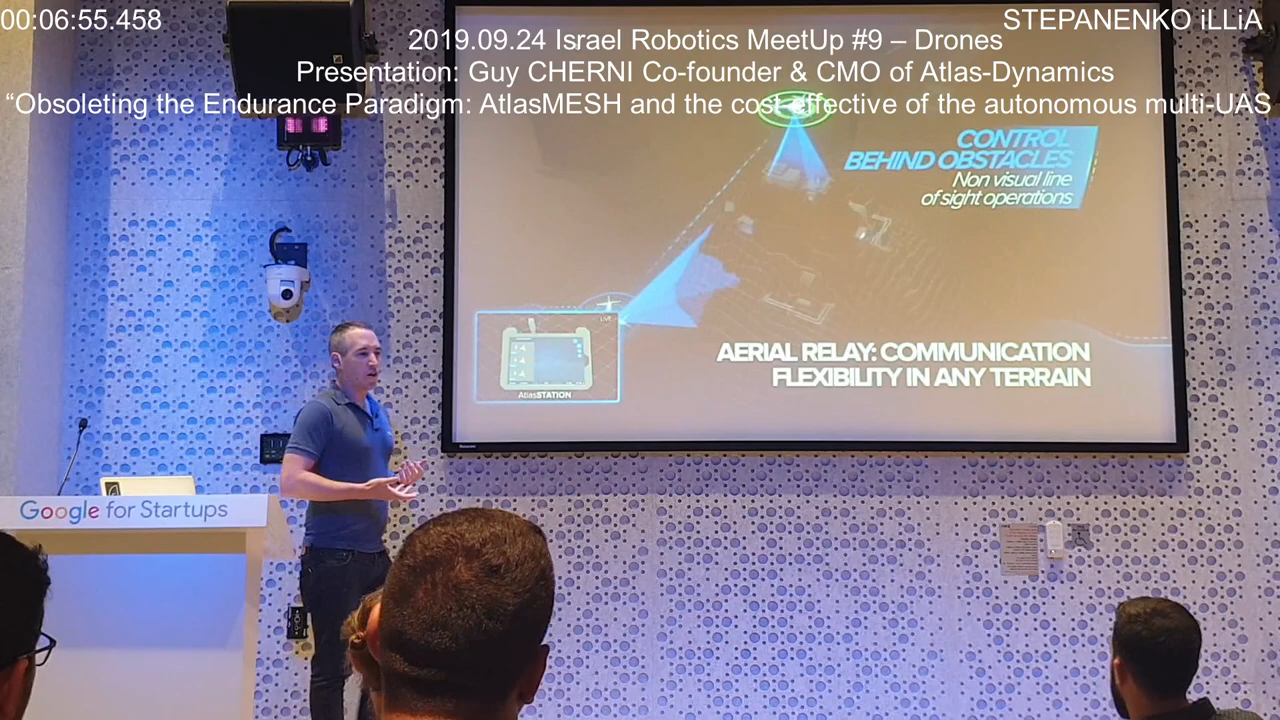 00:06:55.458
STEPANENKO iLLiA
2019.09.24 Israel Robotics MeetUp #9 – Drones
Presentation: Guy CHERNI Co-founder & CMO of Atlas-Dynamics
“Obsoleting the Endurance Paradigm: AtlasMESH and the cost-effective of the autonomous multi-UAS
CONTROL
BEHIND OBSTACLES
Non visual line
of sight operations
LIVE
AtlasSTATION
AERIAL RELAY: COMMUNICATION
FLEXIBILITY IN ANY TERRAIN
Panasonic
Google for Startups